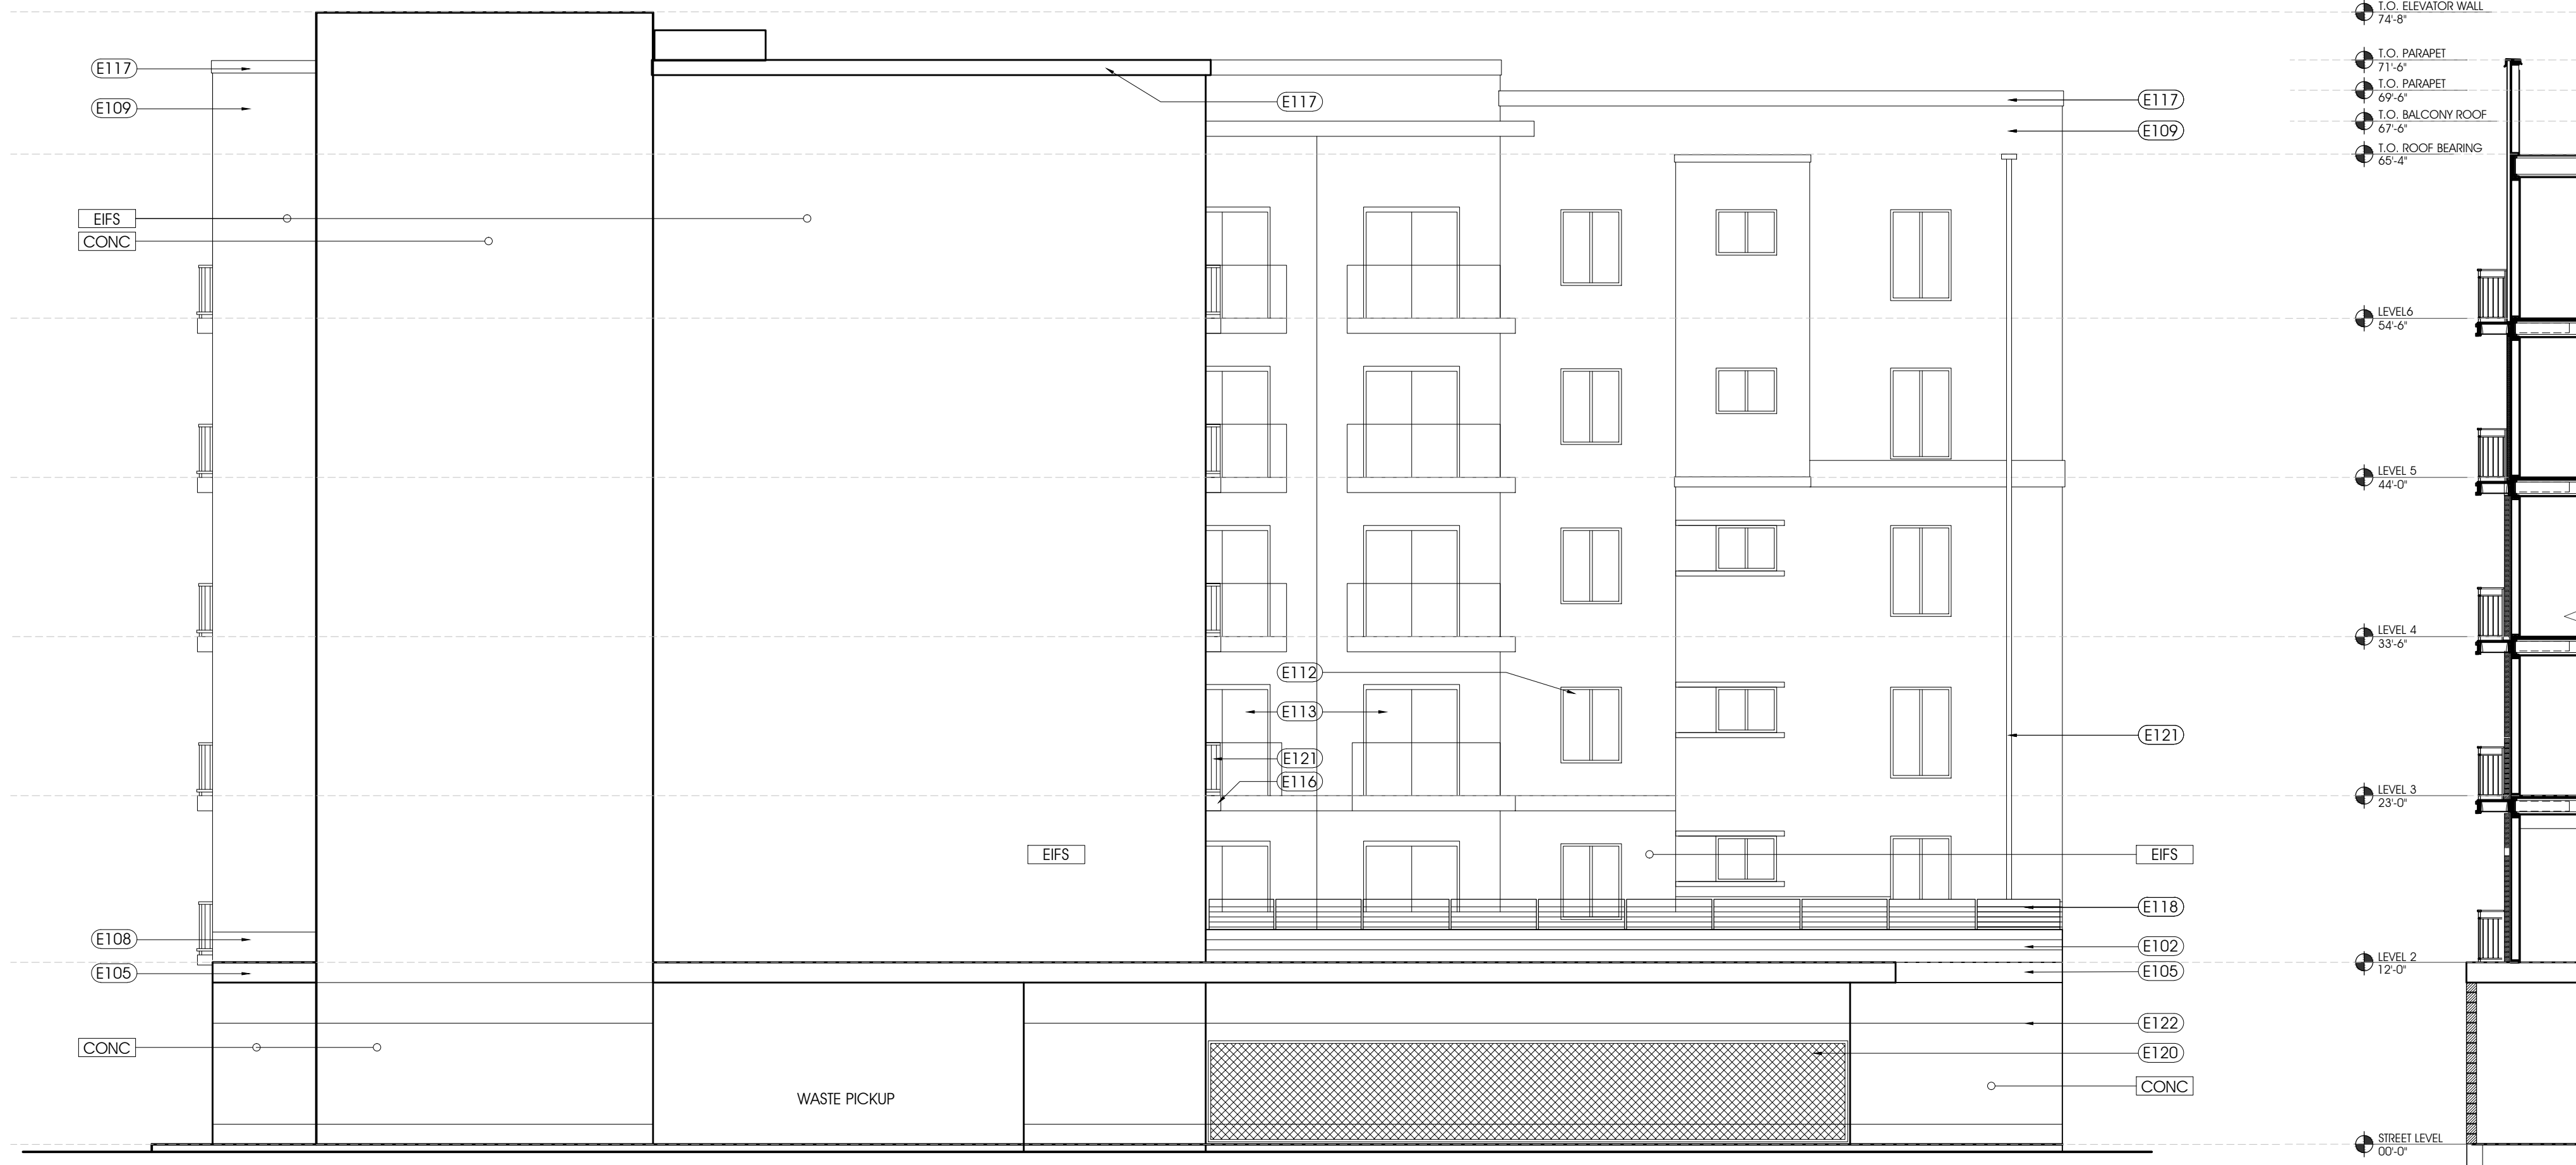 T.O. ELEVATOR WALL
74'-8"
T.O. PARAPET
71'-6"
E117
E117
E117
T.O. PARAPET
69'-6"
E109
E109
T.O. BALCONY ROOF
67'-6"
T.O. ROOF BEARING
65'-4"
EIFS
CONC
LEVEL6
54'-6"
LEVEL 5
44'-0"
LEVEL 4
33'-6"
E112
E113
E121
E121
E116
LEVEL 3
23'-0"
EIFS
EIFS
E118
E108
E102
E105
E105
LEVEL 2
12'-0"
E122
CONC
E120
CONC
WASTE PICKUP
STREET LEVEL
00'-0"